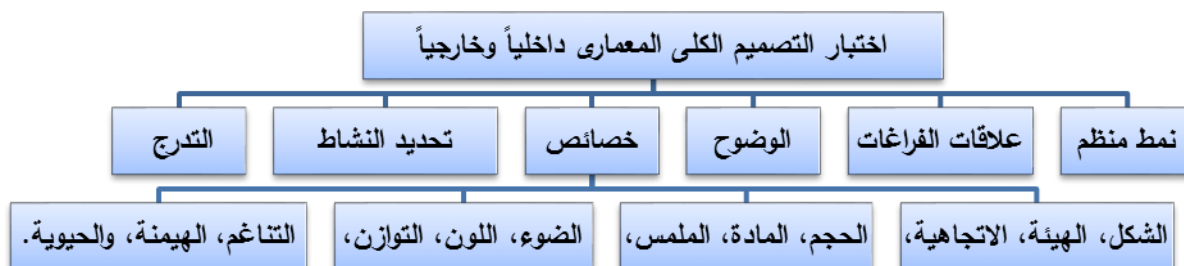 اختبار التصميم الكلى المعمارى داخلياً وخارجياً
نمط منظم
علاقات الفراغات
الوضوح
خصائص
تحديد النشاط
التدرج
الشكل، الهيئة، الاتجاهية،
الحجم، المادة، الملمس،
الضوء، اللون، التوازن،
التناغم، الهيمنة، والحيوية.